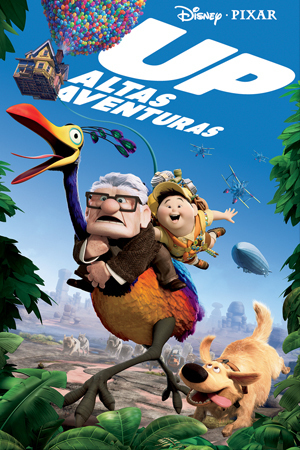 Disney · PIXAR
UP
ALTAS
AVENTURAS